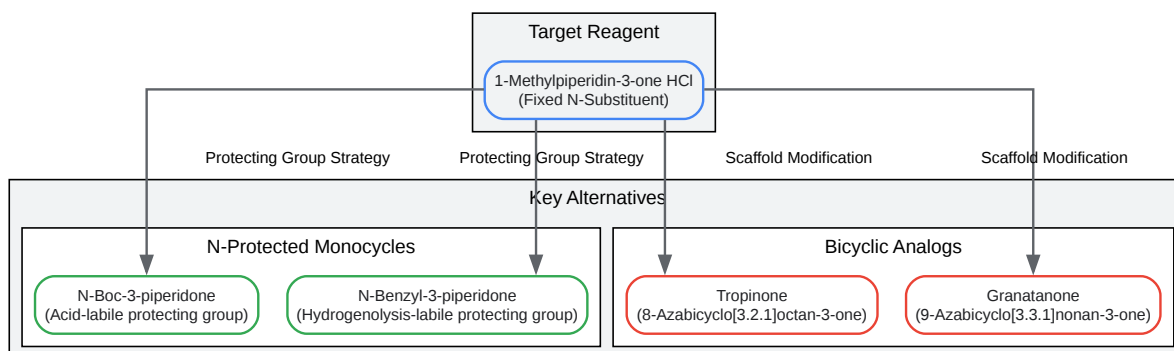 Target Reagent
1-Methylpiperidin-3-one HCl
(Fixed N-Substituent)
Protecting Group Strategy
Protecting Group Strategy
Scaffold Modification
Scaffold Modification
Key Alternatives
N-Protected Monocycles
Bicyclic Analogs
N-Boc-3-piperidone
(Acid-labile protecting group)
N-Benzyl-3-piperidone
(Hydrogenolysis-labile protecting group)
Tropinone
(8-Azabicyclo[3.2.1]octan-3-one)
Granatanone
(9-Azabicyclo[3.3.1]nonan-3-one)